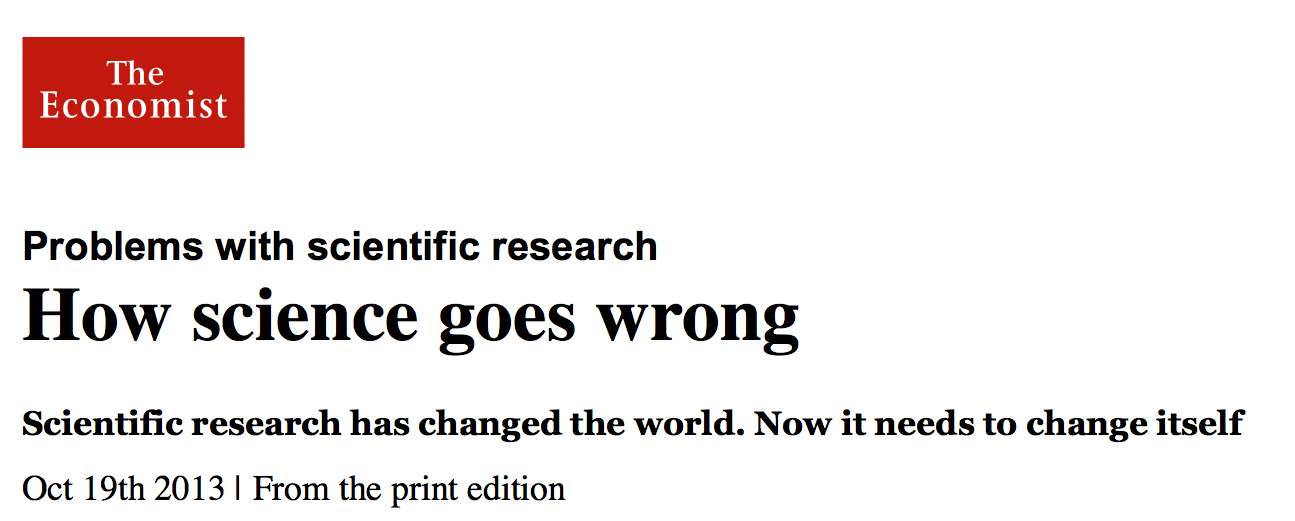 The
Economist
Problems with scientific research
How science goes wrong
Scientific research has changed the world. Now it needs to change itself
Oct 19th 2013 | From the print edition